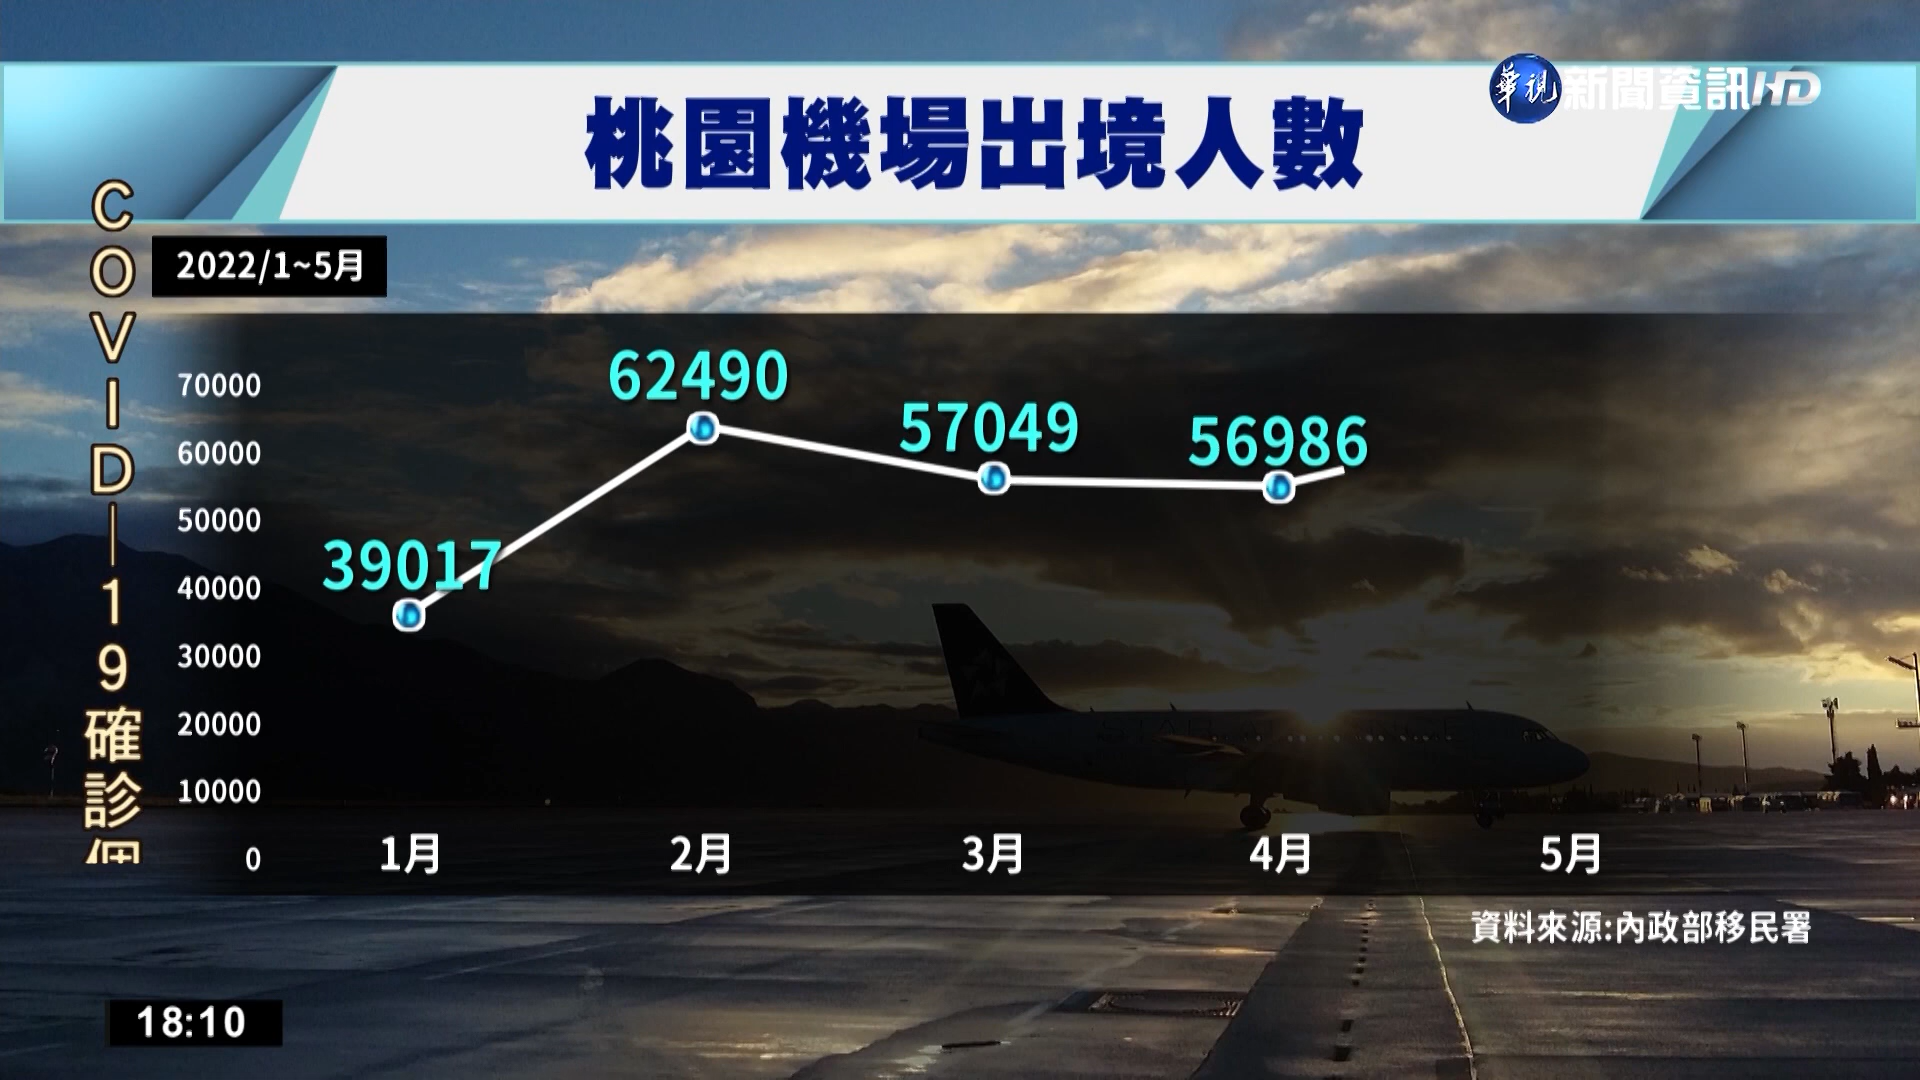 華視新聞資訊HD
桃園機場出境人數
2022/1~5月
COVID-19確診
70000
60000
50000
40000
30000
20000
10000
0
39017
62490
57049
56986
1月 2月 3月 4月 5月
資料來源:內政部移民署
18:10